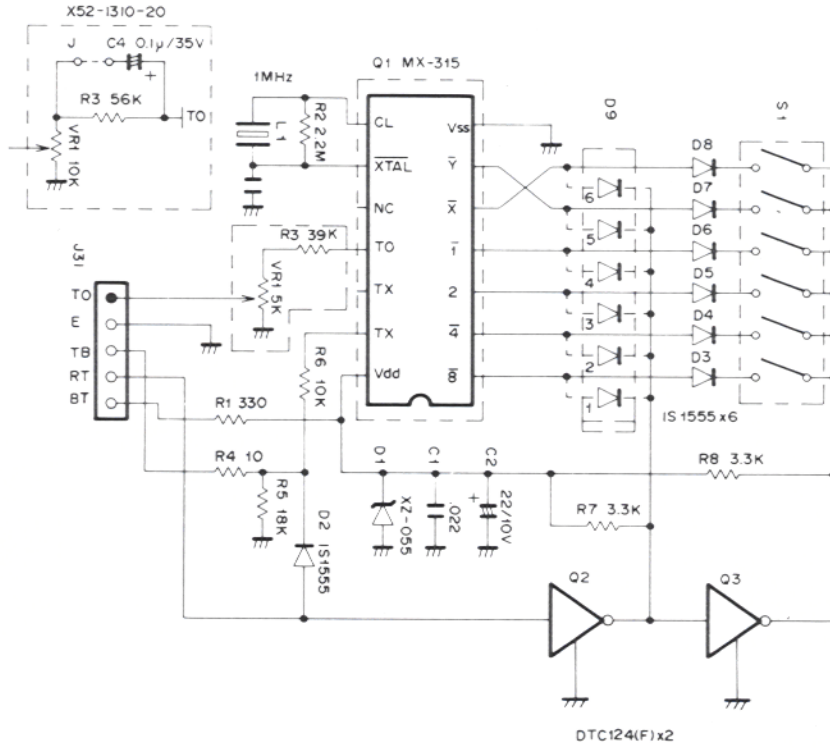 X52-1310-20
J C4 0.1μ/35V
+
R3 56K
TO
VR1 10K
1MHz
L1
R2 2.2M
Q1 MX-315
CL
XTAL
NC
TO
TX
TX
Vdd
Vss
Y
X
1
2
4
8
D9
6
5
4
3
2
1
S1
D8
D7
D6
D5
D4
D3
IS1555x6
R3 39K
VR1 5K
J31
TO
E
TB
RT
BT
R6 10K
R1 330
R4 10
R5 18K
D2 IS1555
D1
XZ-055
C1
.022
C2
+
22/10V
R8 3.3K
R7 3.3K
Q2
Q3
DTC124(F)x2